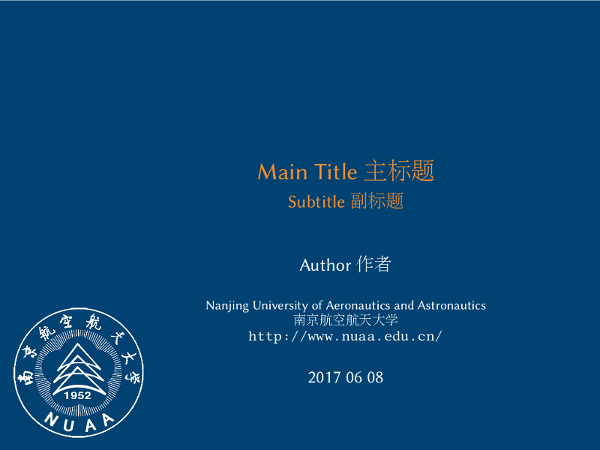 Main Title 主标题
Subtitle 副标题
Author 作者
Nanjing University of Aeronautics and Astronautics
南京航空航天大学
http://www.nuaa.edu.cn/
2017 06 08
南京航空航天大学
1952
NUAA